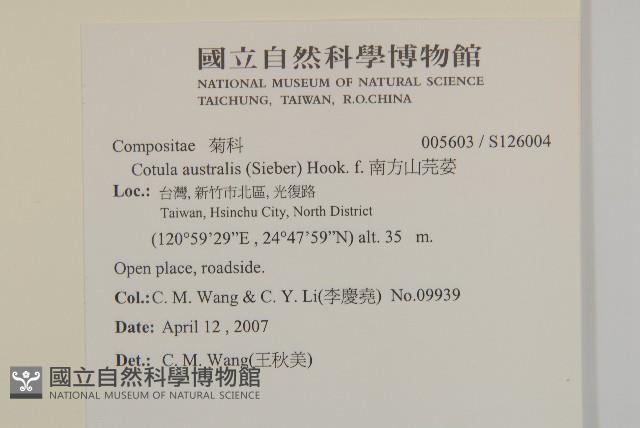 國立自然科學博物館
NATIONAL MUSEUM OF NATURAL SCIENCE
TAICHUNG, TAIWAN, R.O.CHINA
Compositae 菊科 005603 / S126004
Cotula australis (Sieber) Hook. f. 南方山芫荽
Loc.: 台灣, 新竹市北區, 光復路
Taiwan, Hsinchu City, North District
(120°59'29”E , 24°47'59”N) alt. 35 m.
Open place, roadside.
Col.: C. M. Wang & C. Y. Li(李慶堯) No.09939
Date: April 12 , 2007
Det.: C. M. Wang(王秋美)
國立自然科學博物館
NATIONAL MUSEUM OF NATURAL SCIENCE